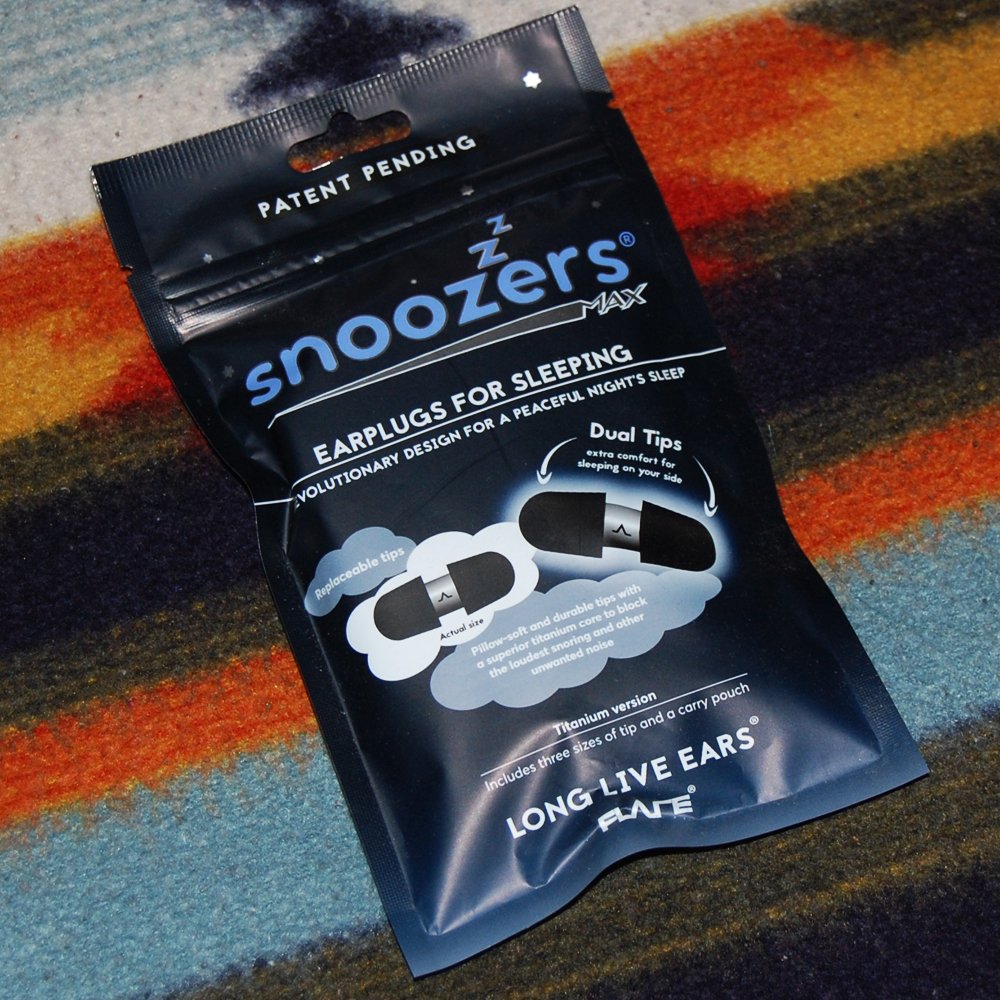 PATENT PENDING
zzz
snoozers®
MAX
EARPLUGS FOR SLEEPING
EVOLUTIONARY DESIGN FOR A PEACEFUL NIGHT'S SLEEP
Dual Tips
extra comfort for
sleeping on your side
Replaceable tips
Actual size
Pillow-soft and durable tips with
a superior titanium core to block
the loudest snoring and other
unwanted noise
Titanium version
Includes three sizes of tip and a carry pouch
LONG LIVE EARS®
FLARE®